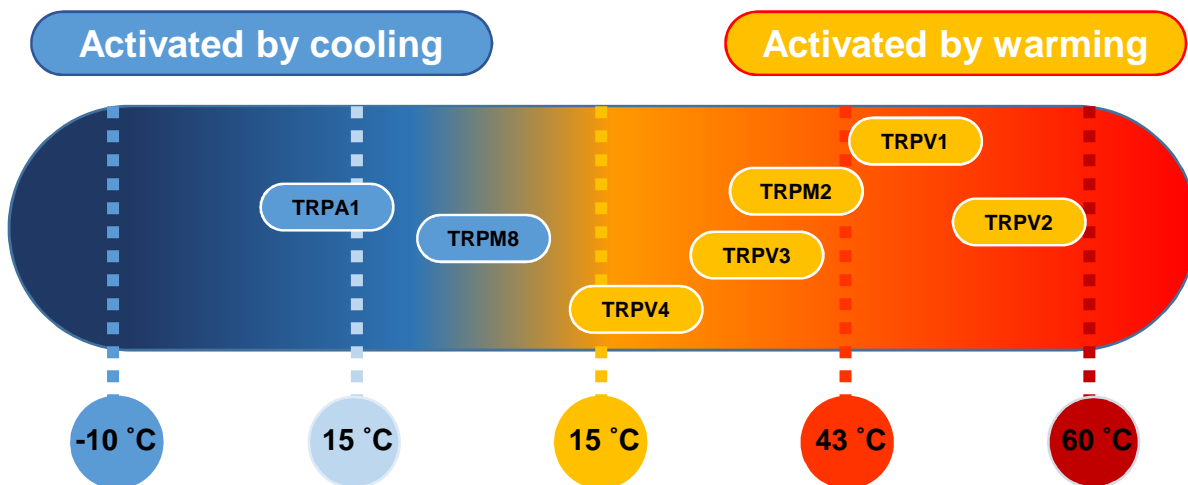 Activated by cooling
Activated by warming
TRPV1
TRPM2
TRPA1
TRPV2
TRPM8
TRPV3
TRPV4
-10 ˚C
15 ˚C
15 ˚C
43 ˚C
60 ˚C